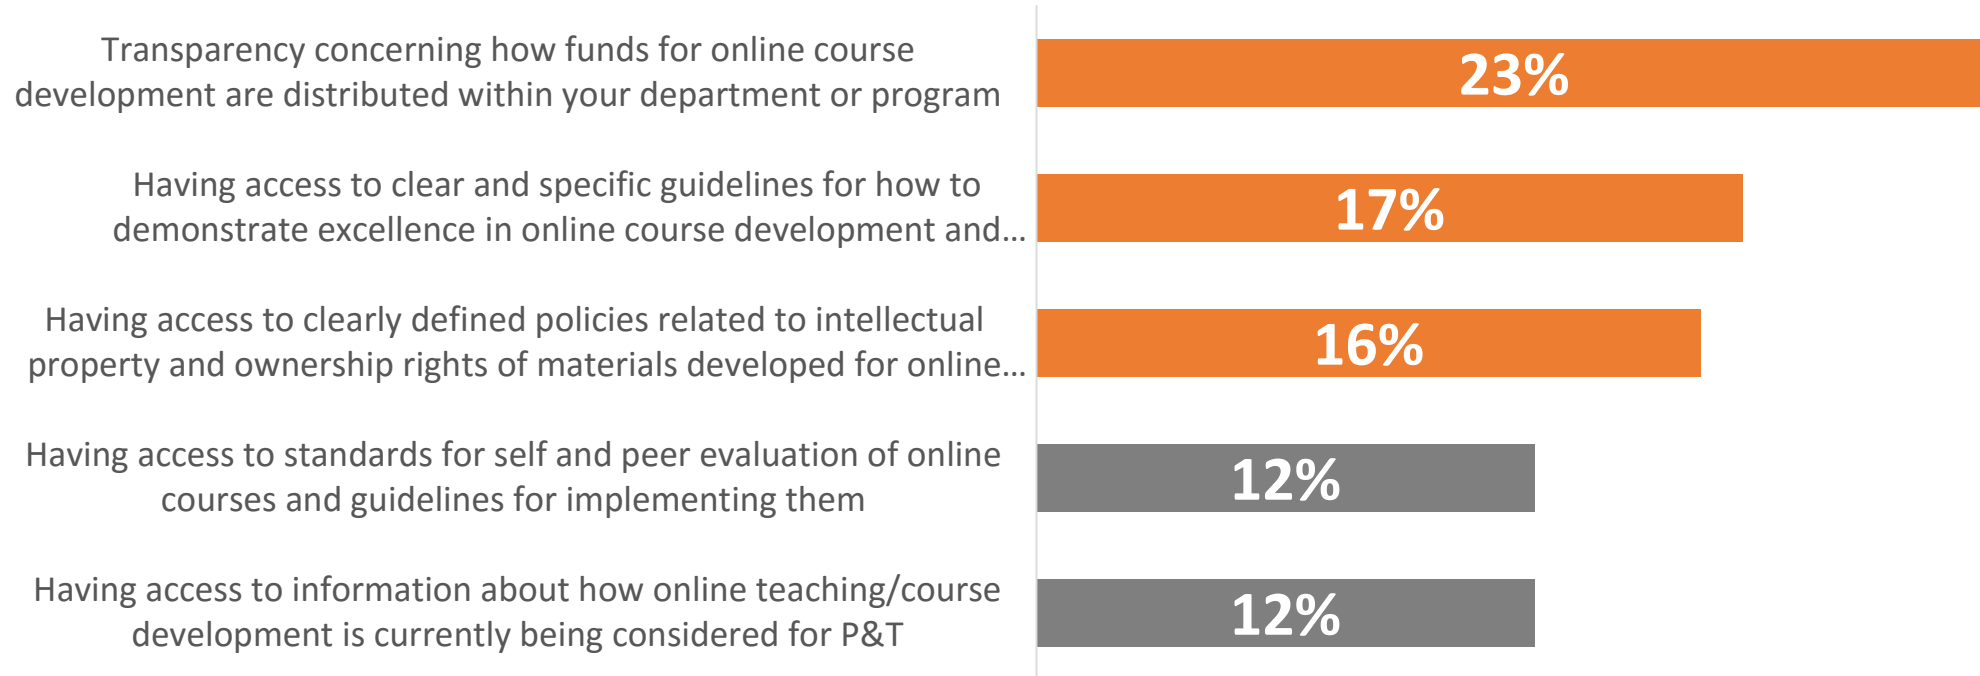 Transparency concerning how funds for online course
development are distributed within your department or program
23%
Having access to clear and specific guidelines for how to
demonstrate excellence in online course development and...
17%
Having access to clearly defined policies related to intellectual
property and ownership rights of materials developed for online...
16%
Having access to standards for self and peer evaluation of online
courses and guidelines for implementing them
12%
Having access to information about how online teaching/course
development is currently being considered for P&T
12%